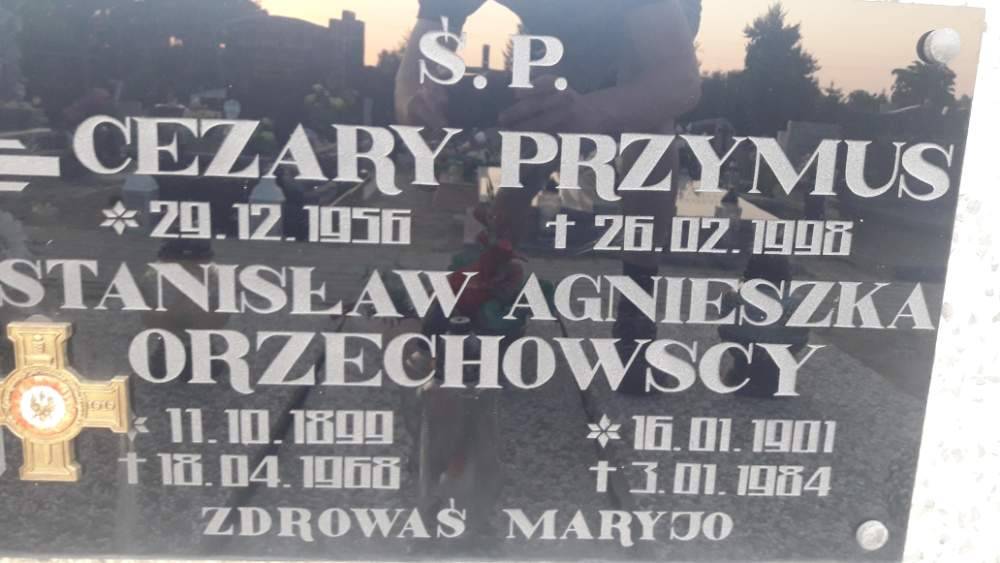 Ś. P.
CEZARY PRZYMUS
29.12.1956 26.02.1998
STANISŁAW AGNIESZKA
ORZECHOWSCY
11.10.1899 16.01.1901
18.04.1968 3.01.1984
ZDROWAŚ MARYJO